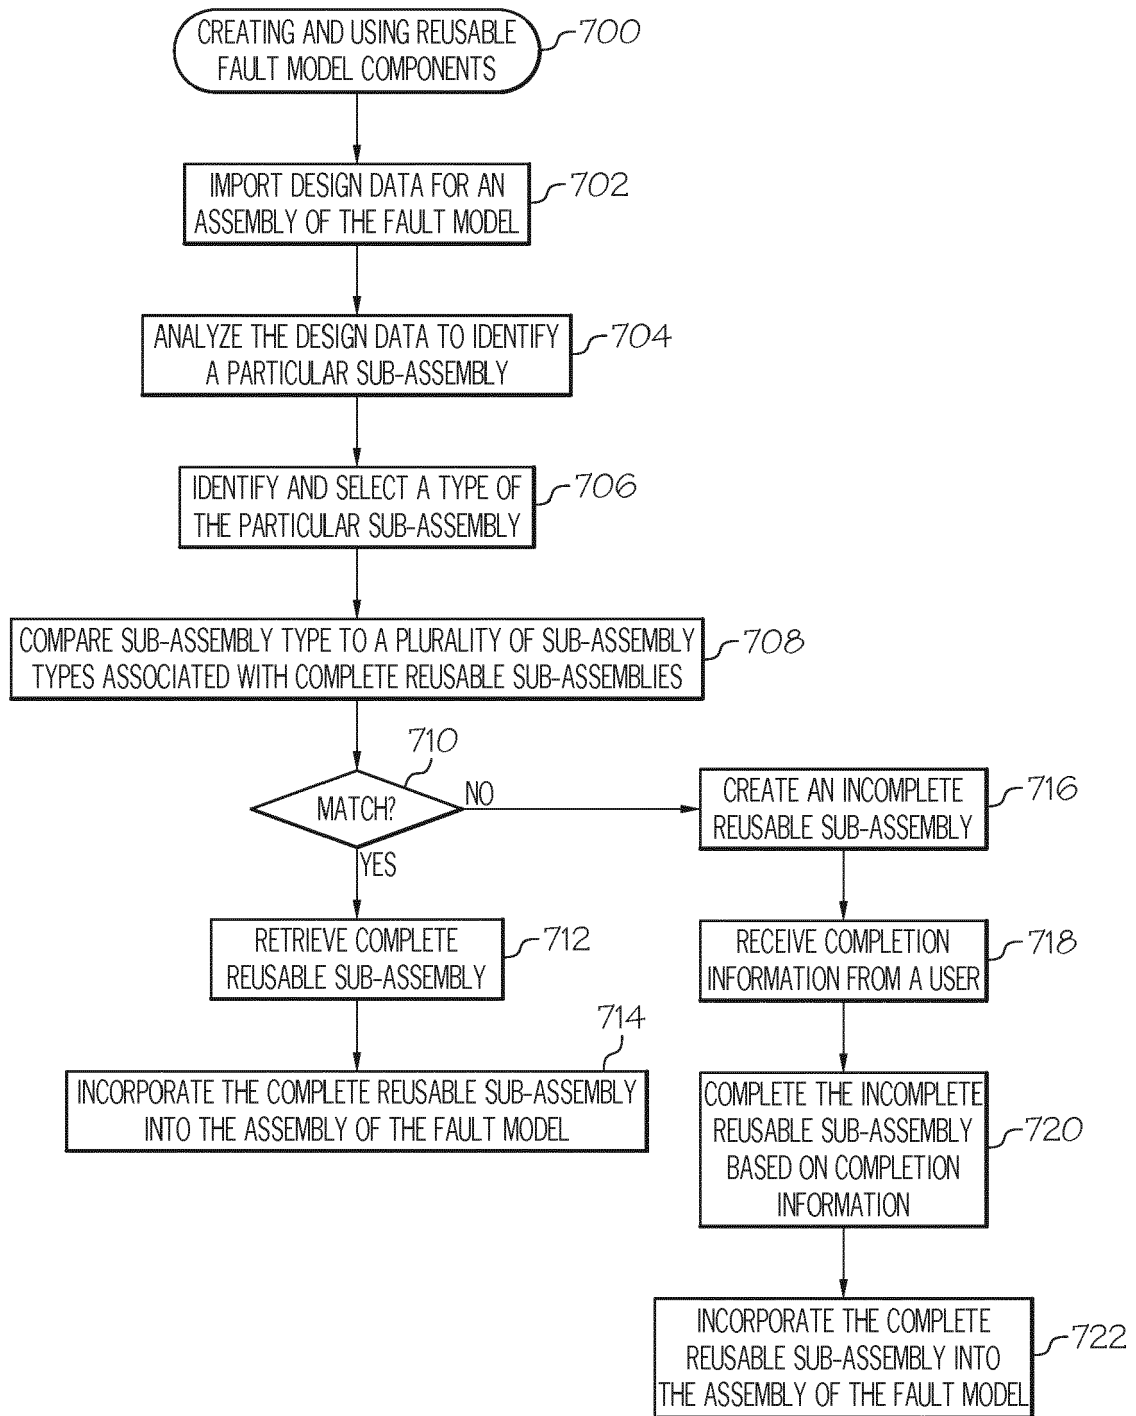 CREATING AND USING REUSABLE
FAULT MODEL COMPONENTS
700
IMPORT DESIGN DATA FOR AN
ASSEMBLY OF THE FAULT MODEL
702
ANALYZE THE DESIGN DATA TO IDENTIFY
A PARTICULAR SUB-ASSEMBLY
704
IDENTIFY AND SELECT A TYPE OF
THE PARTICULAR SUB-ASSEMBLY
706
COMPARE SUB-ASSEMBLY TYPE TO A PLURALITY OF SUB-ASSEMBLY
TYPES ASSOCIATED WITH COMPLETE REUSABLE SUB-ASSEMBLIES
708
710
MATCH?
NO
YES
RETRIEVE COMPLETE
REUSABLE SUB-ASSEMBLY
712
714
INCORPORATE THE COMPLETE REUSABLE SUB-ASSEMBLY
INTO THE ASSEMBLY OF THE FAULT MODEL
CREATE AN INCOMPLETE
REUSABLE SUB-ASSEMBLY
716
RECEIVE COMPLETION
INFORMATION FROM A USER
718
COMPLETE THE INCOMPLETE
REUSABLE SUB-ASSEMBLY
BASED ON COMPLETION
INFORMATION
720
INCORPORATE THE COMPLETE
REUSABLE SUB-ASSEMBLY INTO
THE ASSEMBLY OF THE FAULT MODEL
722